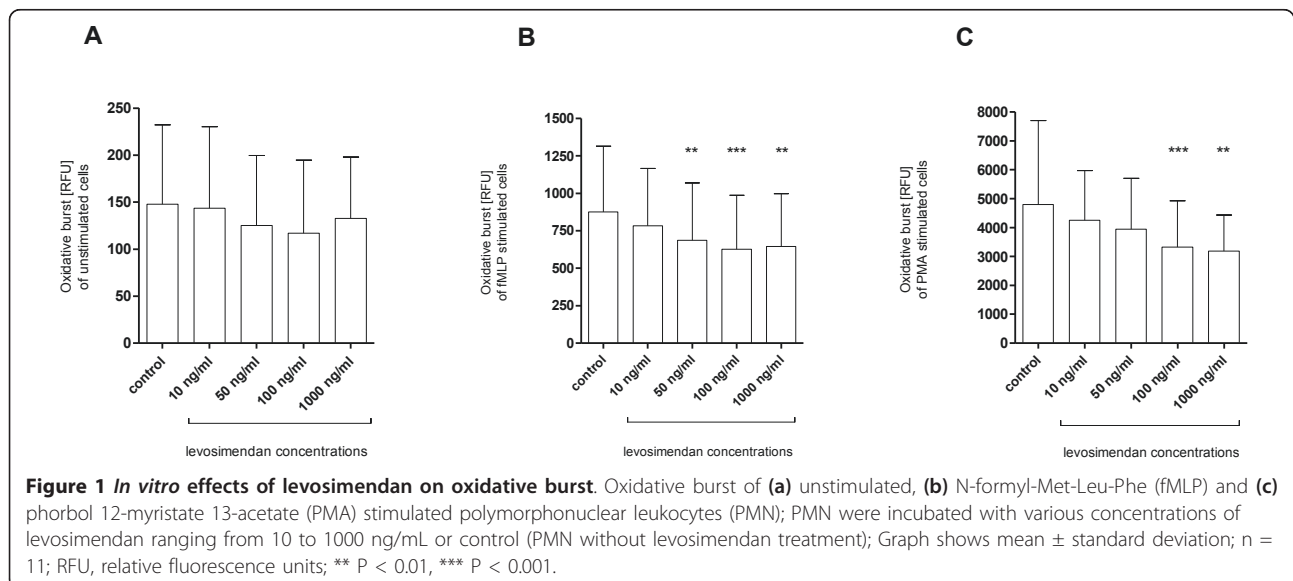 A
B
C
Oxidative burst [RFU]
of unstimulated cells
250
200
150
100
50
0
control
10 ng/ml
50 ng/ml
100 ng/ml
1000 ng/ml
levosimendan concentrations
Oxidative burst [RFU]
of fMLP stimulated cells
1500
1250
1000
750
500
250
0
**
***
**
control
10 ng/ml
50 ng/ml
100 ng/ml
1000 ng/ml
levosimendan concentrations
Oxidative burst [RFU]
of PMA stimulated cells
8000
7000
6000
5000
4000
3000
2000
1000
0
***
**
control
10 ng/ml
50 ng/ml
100 ng/ml
1000 ng/ml
levosimendan concentrations
Figure 1 In vitro effects of levosimendan on oxidative burst. Oxidative burst of (a) unstimulated, (b) N-formyl-Met-Leu-Phe (fMLP) and (c)
phorbol 12-myristate 13-acetate (PMA) stimulated polymorphonuclear leukocytes (PMN); PMN were incubated with various concentrations of
levosimendan ranging from 10 to 1000 ng/mL or control (PMN without levosimendan treatment); Graph shows mean ± standard deviation; n =
11; RFU, relative fluorescence units; ** P < 0.01, *** P < 0.001.